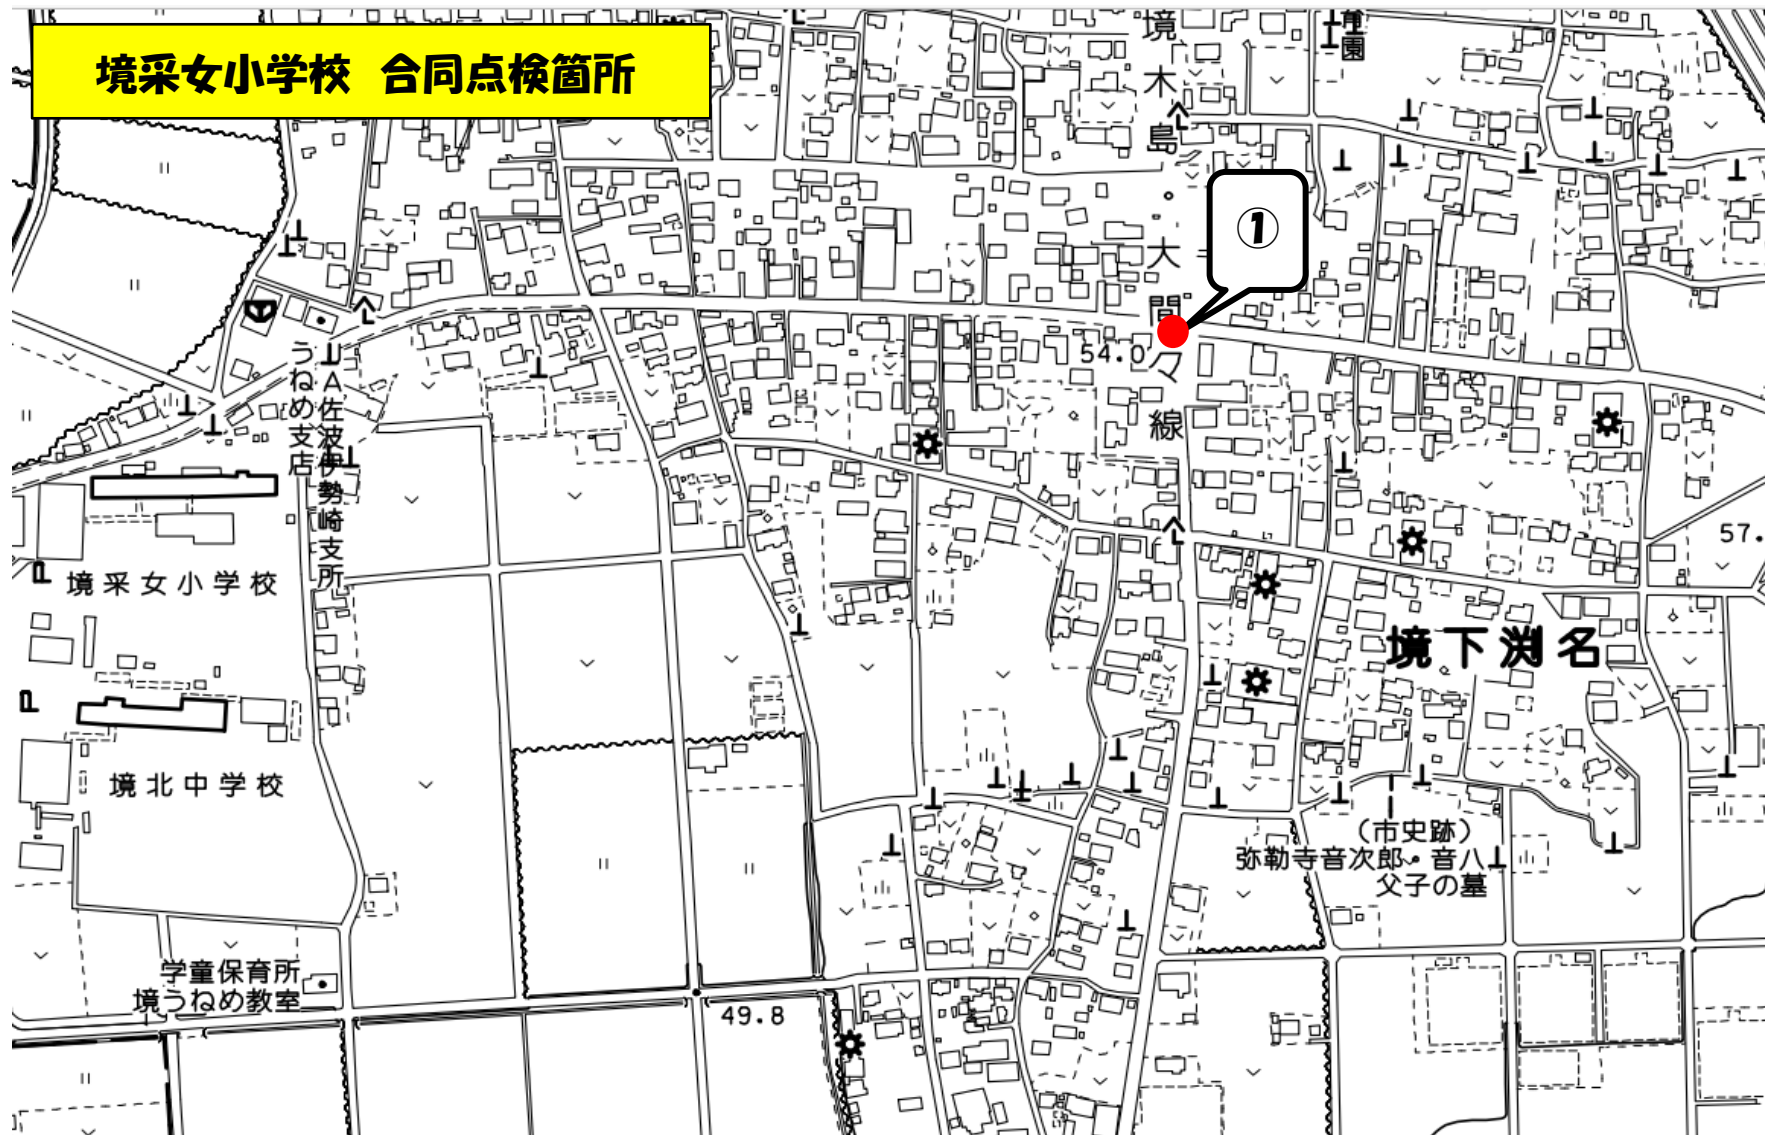 境采女小学校 合同点検箇所
育園
境木島・大間々線
①
54.0
JA佐波伊勢崎支所
うねめ支店
57.
境采女小学校
境下渕名
境北中学校
(市史跡)
弥勒寺音次郎・音八
父子の墓
学童保育所
境うねめ教室
49.8